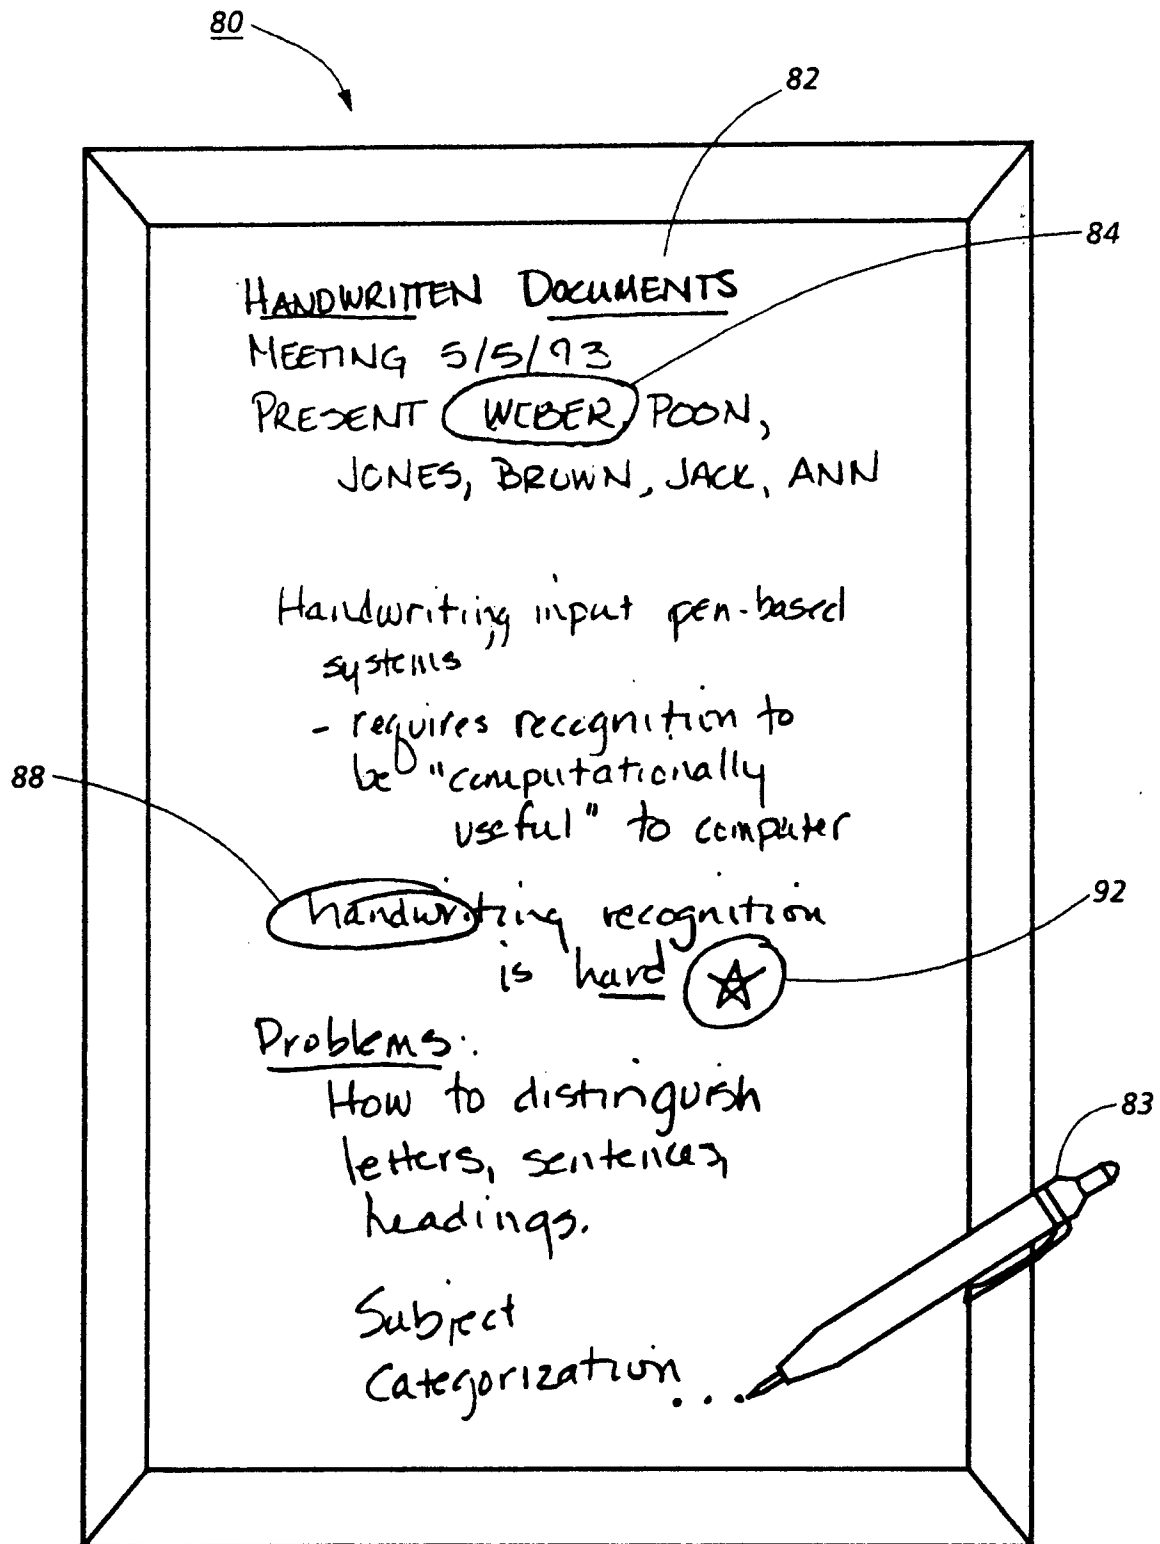 80
82
84
HANDWRITTEN DOCUMENTS
MEETING 5/5/93
PRESENT WEBER, POON,
JONES, BROWN, JACK, ANN
Handwriting input pen-based
systems
- requires recognition to
be "computationally
useful" to computer
88
handwriting recognition
is hard
92
Problems:
How to distinguish
letters, sentences,
headings.
83
Subject
Categorization...